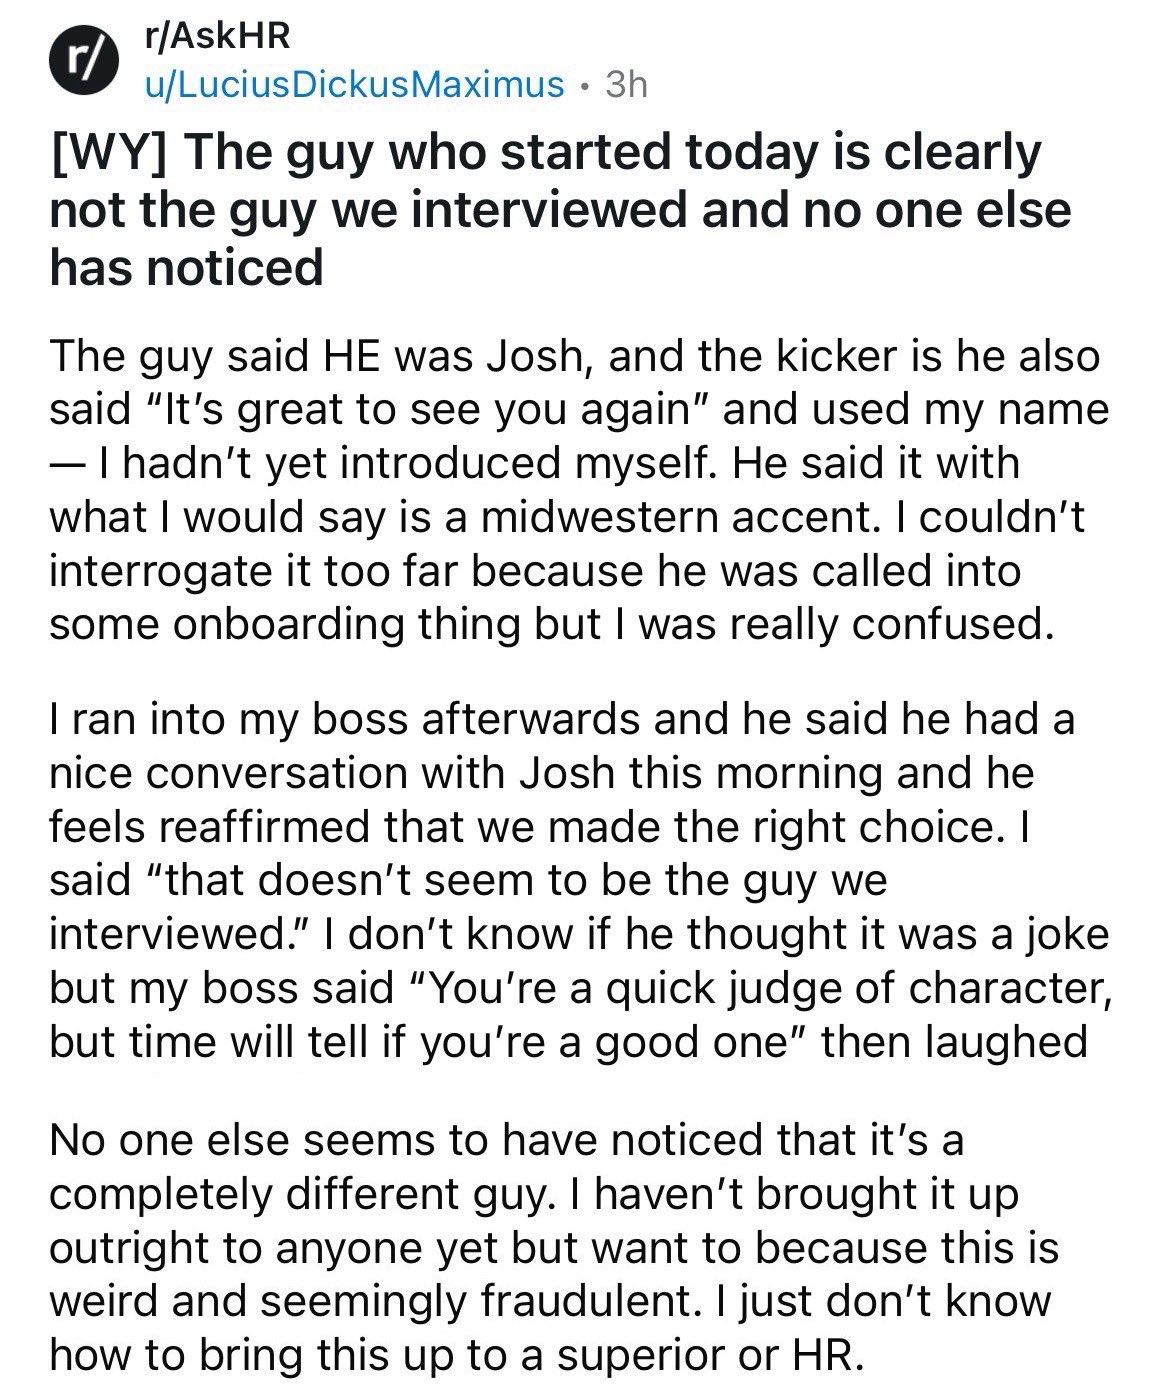 r/
r/AskHR
u/LuciusDickusMaximus • 3h
[WY] The guy who started today is clearly
not the guy we interviewed and no one else
has noticed
The guy said HE was Josh, and the kicker is he also
said “It’s great to see you again” and used my name
— I hadn’t yet introduced myself. He said it with
what I would say is a midwestern accent. I couldn’t
interrogate it too far because he was called into
some onboarding thing but I was really confused.
I ran into my boss afterwards and he said he had a
nice conversation with Josh this morning and he
feels reaffirmed that we made the right choice. I
said “that doesn’t seem to be the guy we
interviewed.” I don’t know if he thought it was a joke
but my boss said “You’re a quick judge of character,
but time will tell if you’re a good one” then laughed
No one else seems to have noticed that it’s a
completely different guy. I haven’t brought it up
outright to anyone yet but want to because this is
weird and seemingly fraudulent. I just don’t know
how to bring this up to a superior or HR.